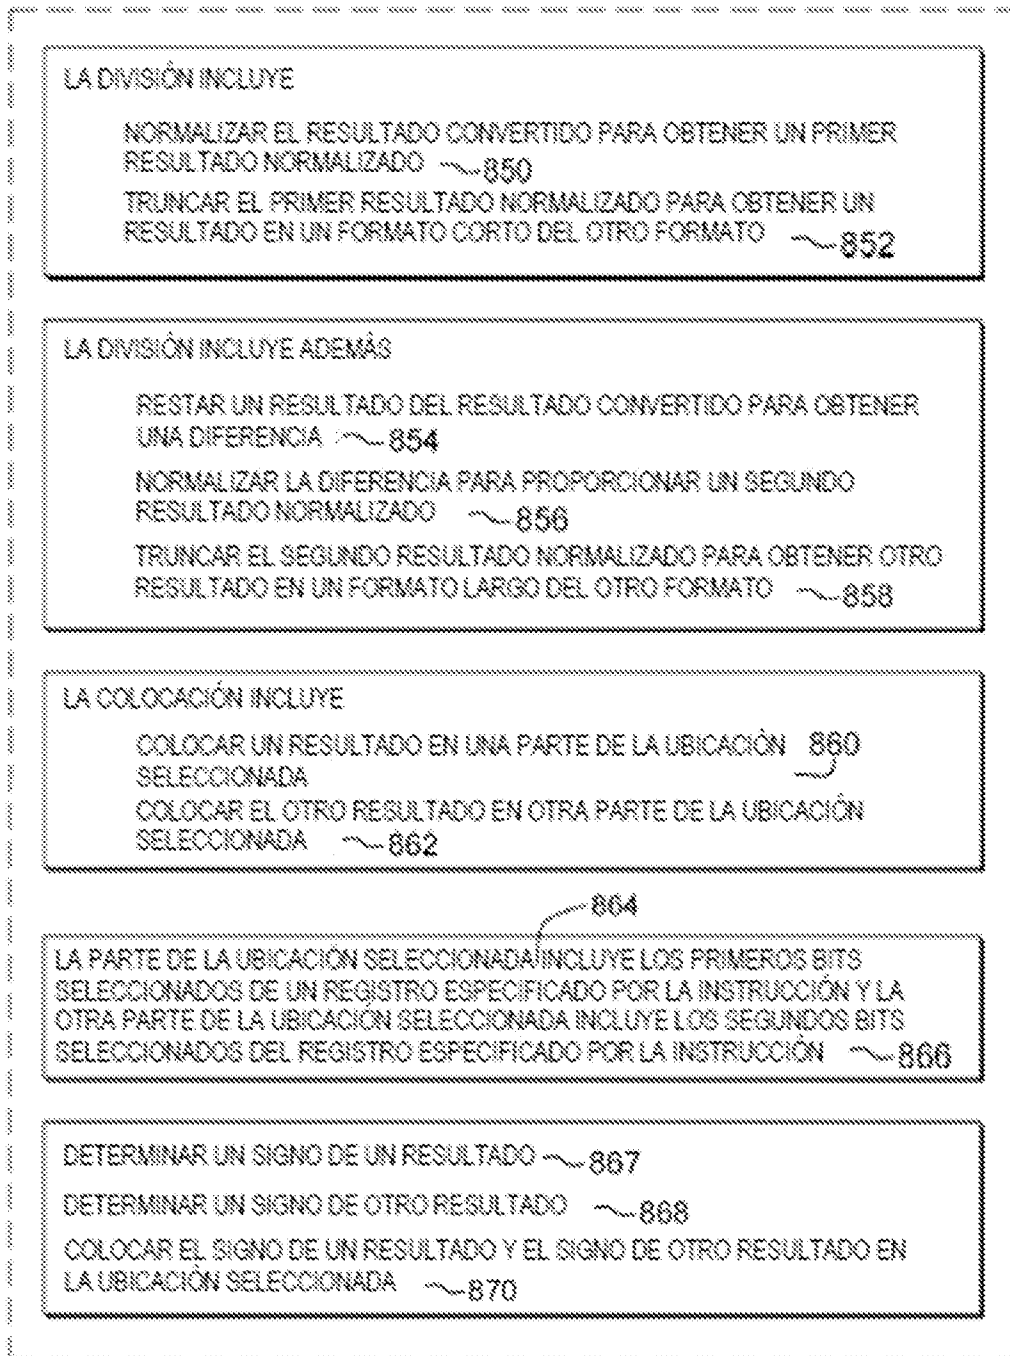 LA DIVISIÓN INCLUYE
NORMALIZAR EL RESULTADO CONVERTIDO PARA OBTENER UN PRIMER
RESULTADO NORMALIZADO 850
TRUNCAR EL PRIMER RESULTADO NORMALIZADO PARA OBTENER UN
RESULTADO EN UN FORMATO CORTO DEL OTRO FORMATO 852
LA DIVISIÓN INCLUYE ADEMÁS
RESTAR UN RESULTADO DEL RESULTADO CONVERTIDO PARA OBTENER
UNA DIFERENCIA 854
NORMALIZAR LA DIFERENCIA PARA PROPORCIONAR UN SEGUNDO
RESULTADO NORMALIZADO 856
TRUNCAR EL SEGUNDO RESULTADO NORMALIZADO PARA OBTENER OTRO
RESULTADO EN UN FORMATO LARGO DEL OTRO FORMATO 858
LA COLOCACIÓN INCLUYE
COLOCAR UN RESULTADO EN UNA PARTE DE LA UBICACIÓN 860
SELECCIONADA
COLOCAR EL OTRO RESULTADO EN OTRA PARTE DE LA UBICACIÓN
SELECCIONADA 862
864
LA PARTE DE LA UBICACIÓN SELECCIONADA INCLUYE LOS PRIMEROS BITS
SELECCIONADOS DE UN REGISTRO ESPECIFICADO POR LA INSTRUCCIÓN Y LA
OTRA PARTE DE LA UBICACIÓN SELECCIONADA INCLUYE LOS SEGUNDOS BITS
SELECCIONADOS DEL REGISTRO ESPECIFICADO POR LA INSTRUCCIÓN 866
DETERMINAR UN SIGNO DE UN RESULTADO 867
DETERMINAR UN SIGNO DE OTRO RESULTADO 868
COLOCAR EL SIGNO DE UN RESULTADO Y EL SIGNO DE OTRO RESULTADO EN
LA UBICACIÓN SELECCIONADA 870